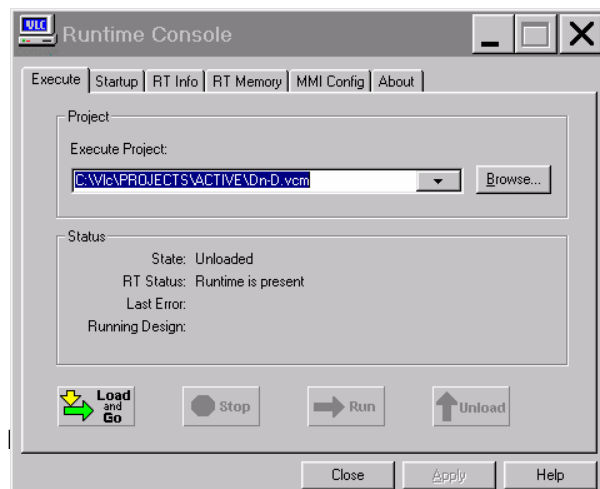 VLC
Runtime Console
Execute
Startup
RT Info
RT Memory
MMI Config
About
Project
Execute Project:
C:\Vlc\PROJECTS\ACTIVE\Dn-D.vcm
Browse...
Status
State: Unloaded
RT Status: Runtime is present
Last Error:
Running Design:
Load
and
Go
Stop
Run
Unload
Close
Apply
Help